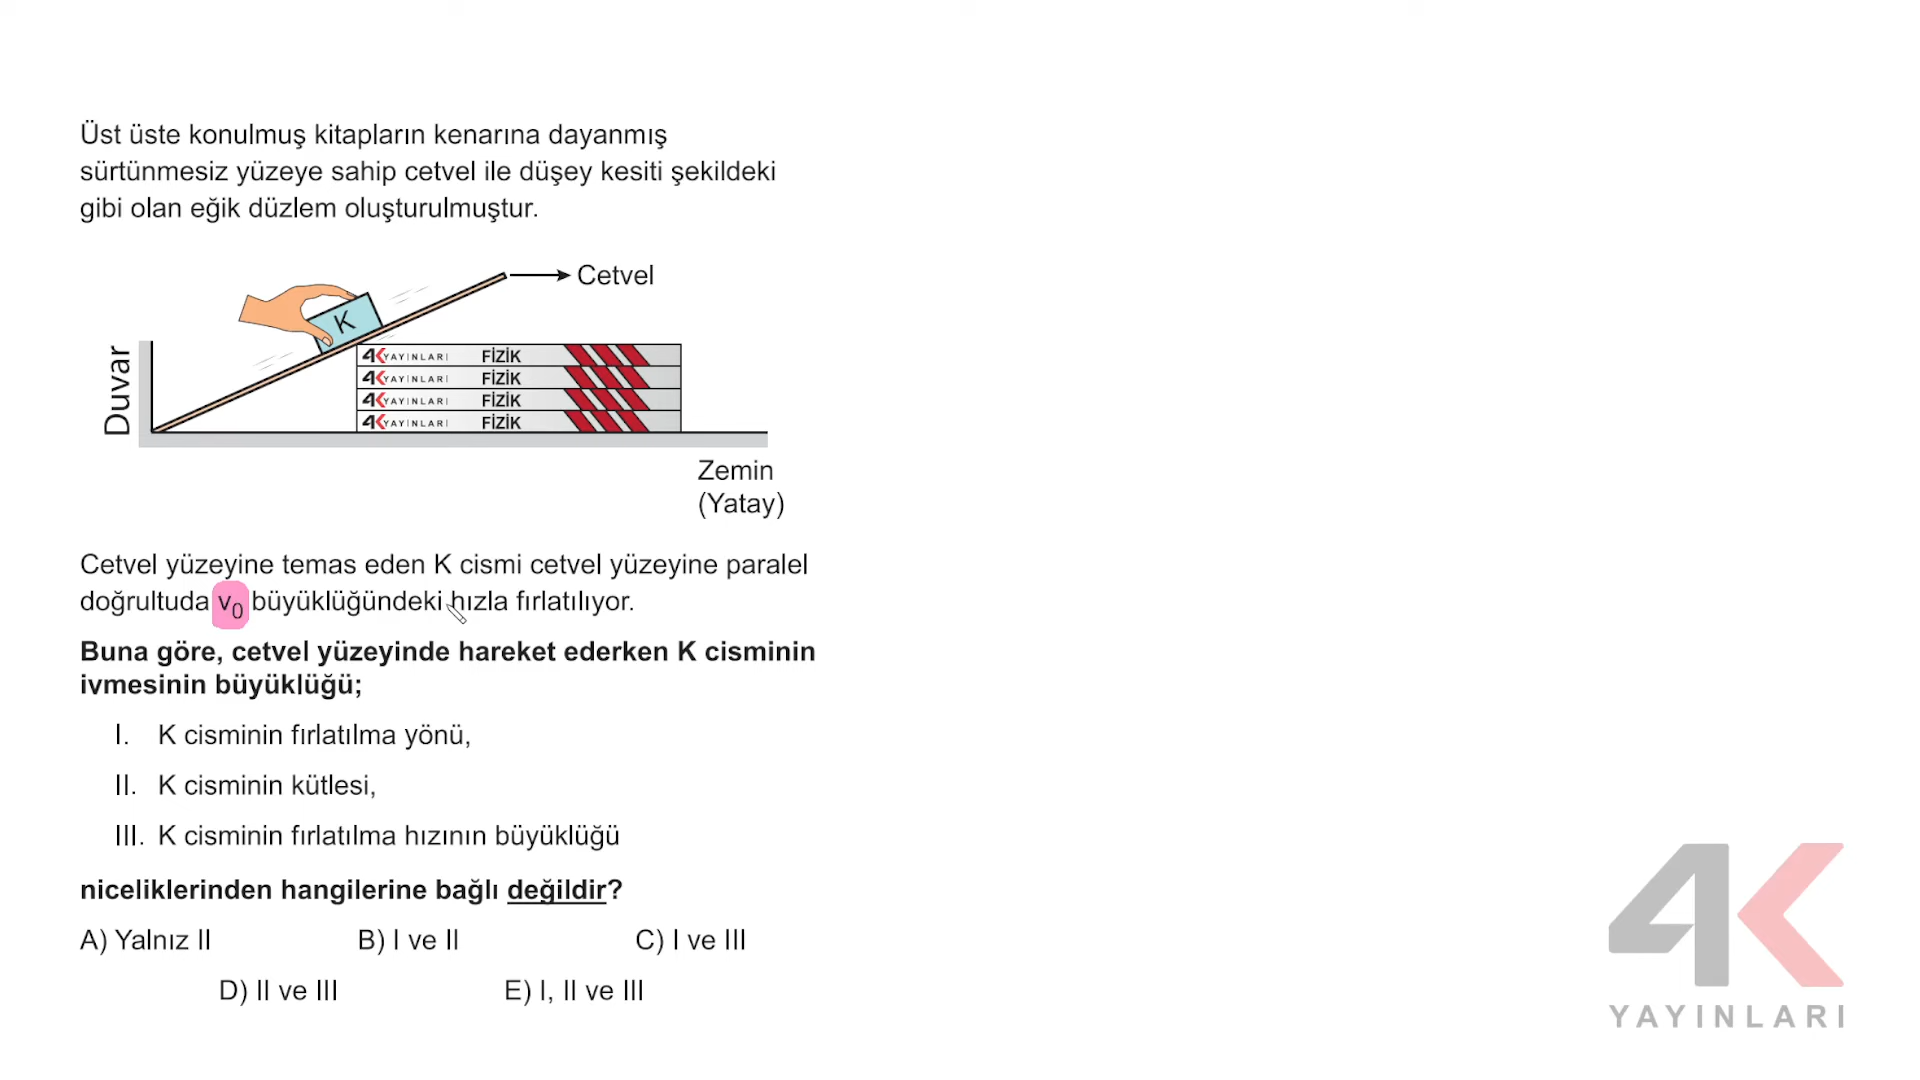 Üst üste konulmuş kitapların kenarına dayanmış
sürtünmesiz yüzeye sahip cetvel ile düşey kesiti şekildeki
gibi olan eğik düzlem oluşturulmuştur.
Cetvel
K
Duvar
4K YAYINLARI FİZİK
4K YAYINLARI FİZİK
4K YAYINLARI FİZİK
4K YAYINLARI FİZİK
Zemin
(Yatay)
Cetvel yüzeyine temas eden K cismi cetvel yüzeyine paralel
doğrultuda v₀ büyüklüğündeki hızla fırlatılıyor.
Buna göre, cetvel yüzeyinde hareket ederken K cisminin
ivmesinin büyüklüğü;
I. K cisminin fırlatılma yönü,
II. K cisminin kütlesi,
III. K cisminin fırlatılma hızının büyüklüğü
niceliklerinden hangilerine bağlı değildir?
A) Yalnız II B) I ve II C) I ve III
D) II ve III E) I, II ve III
4K
YAYINLARI